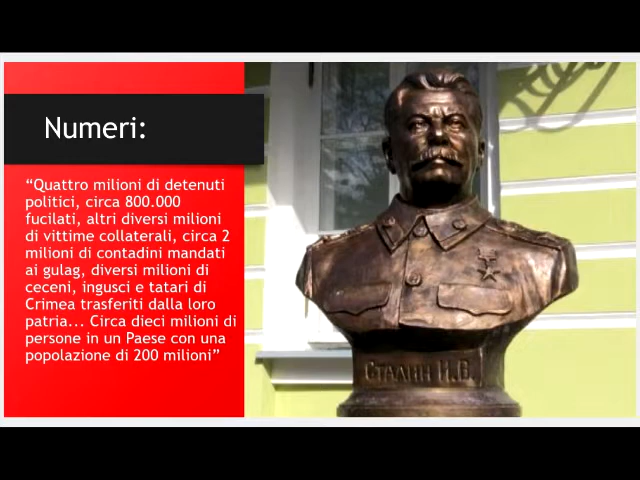 Numeri:
“Quattro milioni di detenuti
politici, circa 800.000
fucilati, altri diversi milioni
di vittime collaterali, circa 2
milioni di contadini mandati
ai gulag, diversi milioni di
ceceni, ingusci e tatari di
Crimea trasferiti dalla loro
patria... Circa dieci milioni di
persone in un Paese con una
popolazione di 200 milioni”
Сталин И.В.